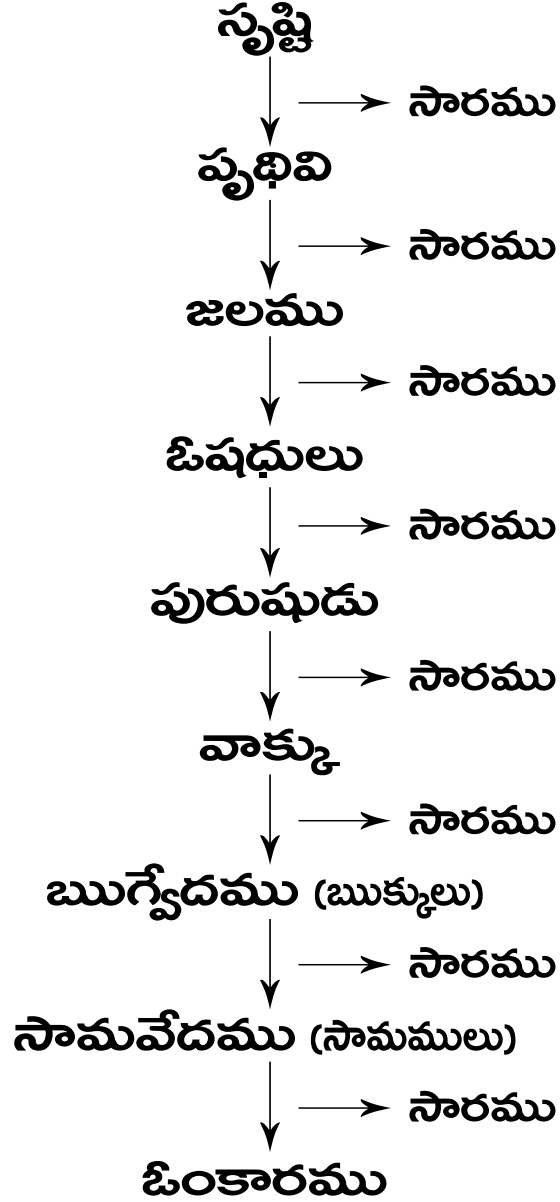 సృష్టి
సారము
పృథివి
సారము
జలము
సారము
ఓషధులు
సారము
పురుషుడు
సారము
వాక్కు
సారము
ఋగ్వేదము (ఋక్కులు)
సారము
సామవేదము (సామములు)
సారము
ఓంకారము